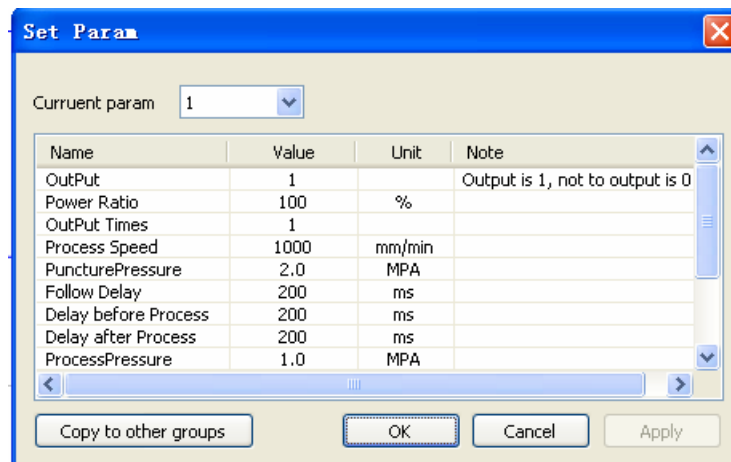 Set Param
Curruent param 1
Name Value Unit Note
OutPut 1 Output is 1, not to output is 0
Power Ratio 100 %
OutPut Times 1
Process Speed 1000 mm/min
PuncturePressure 2.0 MPA
Follow Delay 200 ms
Delay before Process 200 ms
Delay after Process 200 ms
ProcessPressure 1.0 MPA
Copy to other groups OK Cancel Apply